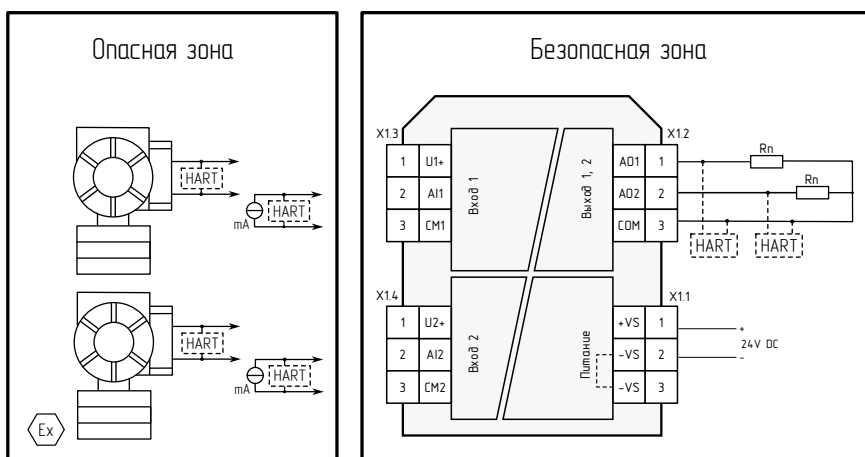 Опасная зона
HART
mA
HART
HART
mA
HART
Ex
Безопасная зона
X1.3
1 U1+
2 AI1
3 CM1
Вход 1
Выход 1, 2
X1.2
AO1 1
AO2 2
COM 3
Rn
Rn
HART
HART
X1.4
1 U2+
2 AI2
3 CM2
Вход 2
Питание
X1.1
+VS 1
-VS 2
-VS 3
+
24V DC
-